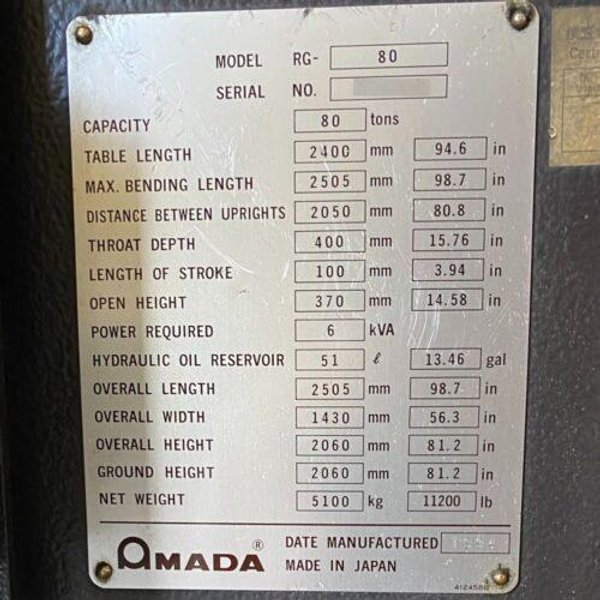 MODEL RG- 80
SERIAL NO.
CAPACITY 80 tons
TABLE LENGTH 2400 mm 94.6 in
MAX. BENDING LENGTH 2505 mm 98.7 in
DISTANCE BETWEEN UPRIGHTS 2050 mm 80.8 in
THROAT DEPTH 400 mm 15.76 in
LENGTH OF STROKE 100 mm 3.94 in
OPEN HEIGHT 370 mm 14.58 in
POWER REQUIRED 6 kVA
HYDRAULIC OIL RESERVOIR 51 ℓ 13.46 gal
OVERALL LENGTH 2505 mm 98.7 in
OVERALL WIDTH 1430 mm 56.3 in
OVERALL HEIGHT 2060 mm 81.2 in
GROUND HEIGHT 2060 mm 81.2 in
NET WEIGHT 5100 kg 11200 lb
AMADA ® DATE MANUFACTURED
MADE IN JAPAN